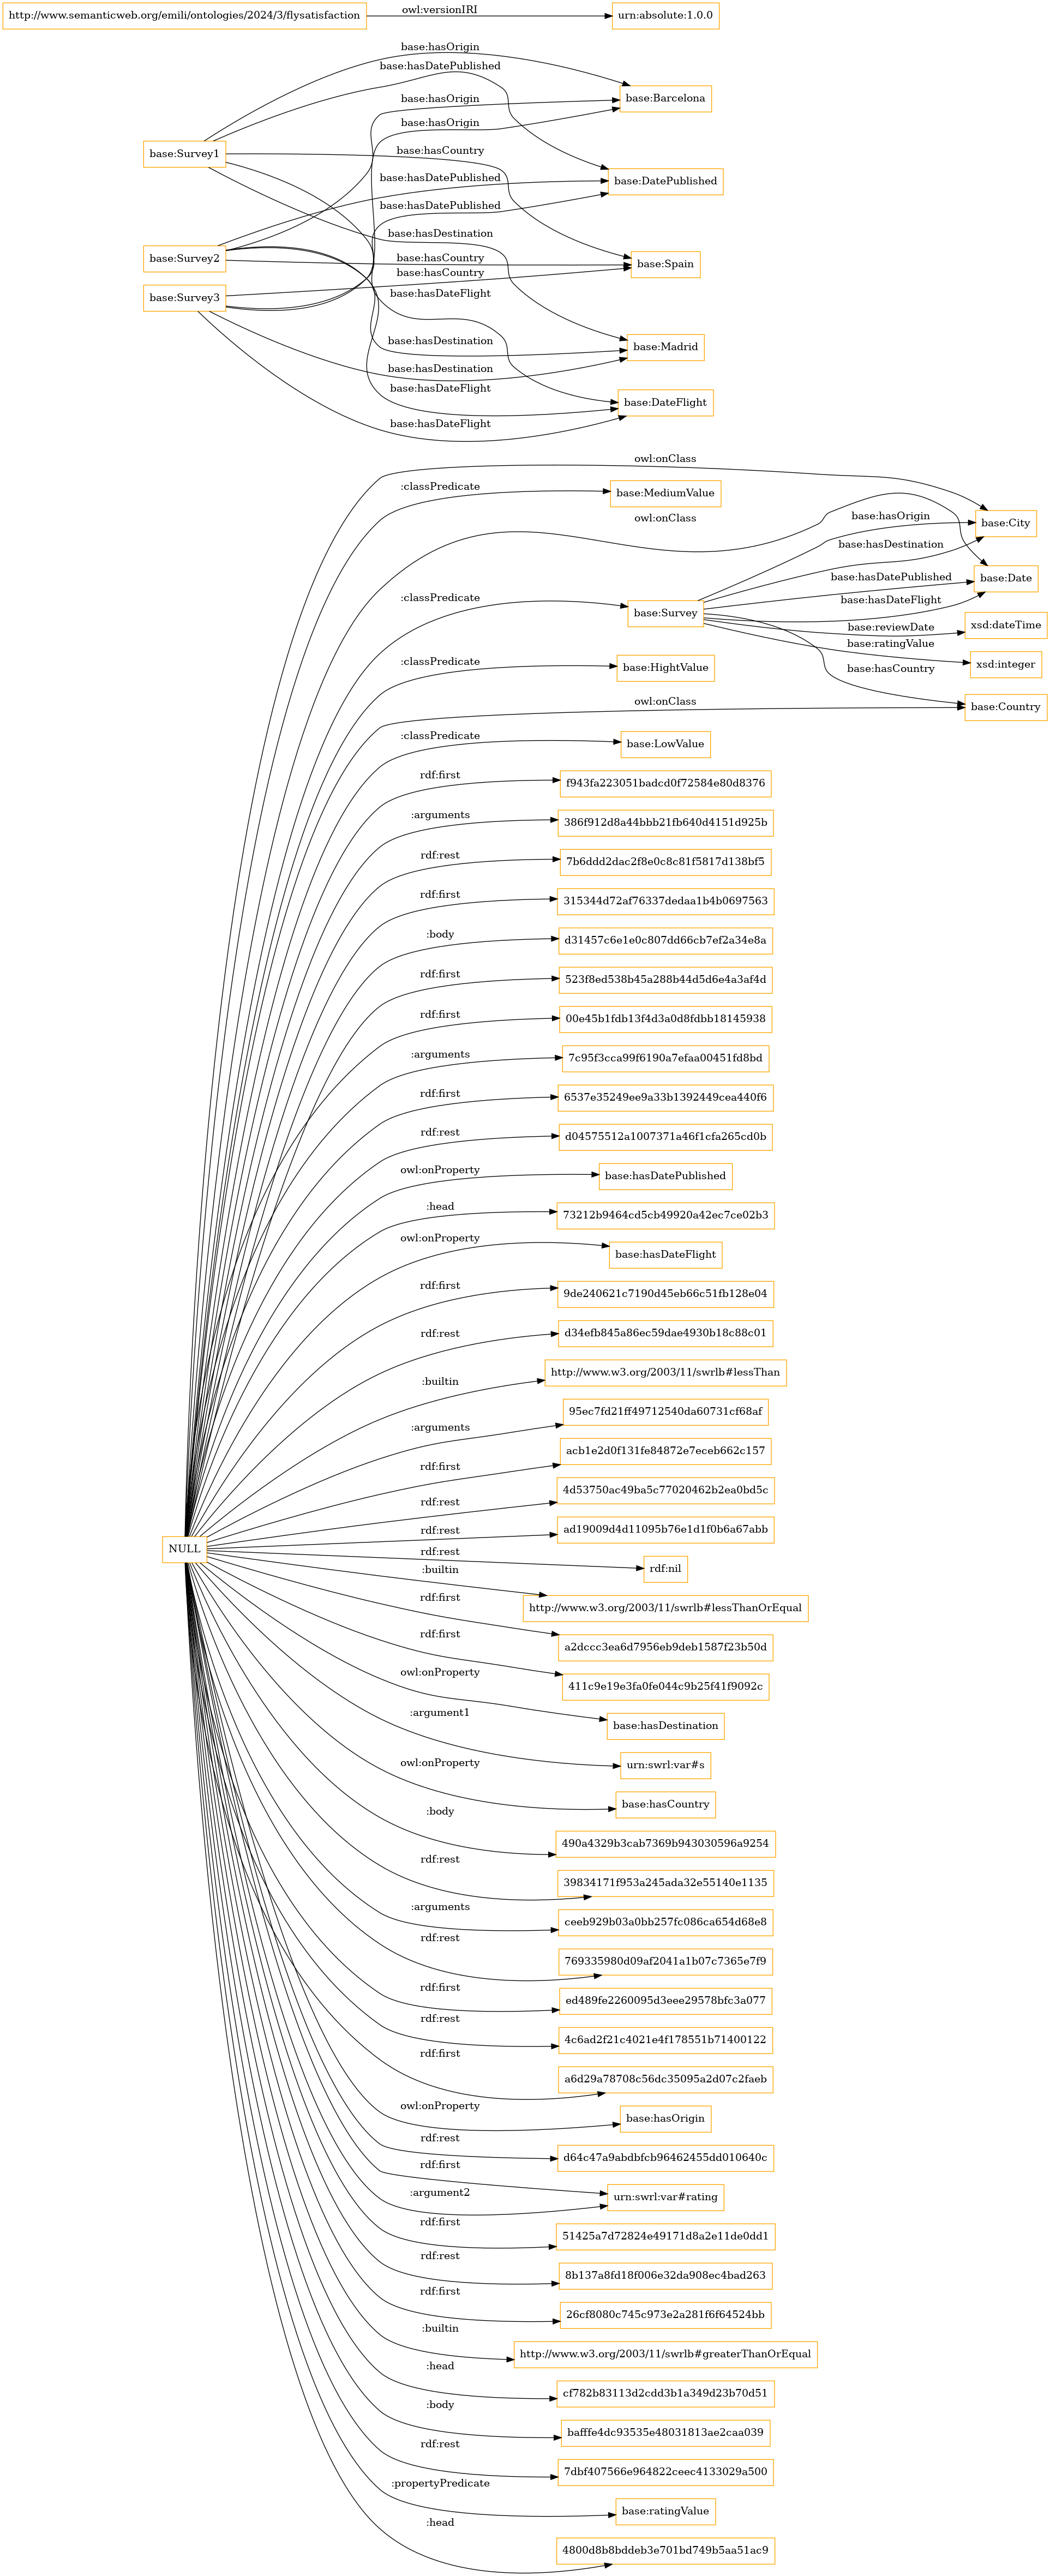 http://www.semanticweb.org/emili/ontologies/2024/3/flysatisfaction
owl:versionIRI
urn:absolute:1.0.0
base:hasOrigin
base:hasDatePublished
base:Barcelona
base:hasOrigin
base:hasOrigin
base:Survey1
base:hasCountry
base:hasDatePublished
base:DatePublished
base:hasDatePublished
base:hasDestination
base:Survey2
base:hasCountry
base:Spain
base:hasCountry
base:Survey3
base:hasDateFlight
base:hasDestination
base:Madrid
base:hasDestination
base:hasDateFlight
base:DateFlight
base:hasDateFlight
owl:onClass
:classPredicate
base:MediumValue
owl:onClass
base:hasOrigin
base:City
base:hasDestination
base:hasDatePublished
base:Date
:classPredicate
base:hasDateFlight
base:Survey
base:reviewDate
xsd:dateTime
base:ratingValue
:classPredicate
base:HightValue
xsd:integer
base:hasCountry
owl:onClass
base:Country
:classPredicate
base:LowValue
rdf:first
f943fa223051badcd0f72584e80d8376
:arguments
386f912d8a44bbb21fb640d4151d925b
rdf:rest
7b6ddd2dac2f8e0c8c81f5817d138bf5
rdf:first
315344d72af76337dedaa1b4b0697563
:body
d31457c6e1e0c807dd66cb7ef2a34e8a
rdf:first
523f8ed538b45a288b44d5d6e4a3af4d
rdf:first
00e45b1fdb13f4d3a0d8fdbb18145938
:arguments
7c95f3cca99f6190a7efaa00451fd8bd
rdf:first
6537e35249ee9a33b1392449cea440f6
rdf:rest
d04575512a1007371a46f1cfa265cd0b
owl:onProperty
base:hasDatePublished
:head
73212b9464cd5cb49920a42ec7ce02b3
owl:onProperty
base:hasDateFlight
rdf:first
9de240621c7190d45eb66c51fb128e04
rdf:rest
d34efb845a86ec59dae4930b18c88c01
:builtin
http://www.w3.org/2003/11/swrlb#lessThan
:arguments
95ec7fd21ff49712540da60731cf68af
rdf:first
acb1e2d0f131fe84872e7eceb662c157
rdf:rest
4d53750ac49ba5c77020462b2ea0bd5c
rdf:rest
ad19009d4d11095b76e1d1f0b6a67abb
NULL
rdf:rest
rdf:nil
:builtin
http://www.w3.org/2003/11/swrlb#lessThanOrEqual
rdf:first
a2dccc3ea6d7956eb9deb1587f23b50d
rdf:first
411c9e19e3fa0fe044c9b25f41f9092c
owl:onProperty
base:hasDestination
:argument1
urn:swrl:var#s
owl:onProperty
base:hasCountry
:body
490a4329b3cab7369b943030596a9254
rdf:rest
39834171f953a245ada32e55140e1135
:arguments
ceeb929b03a0bb257fc086ca654d68e8
rdf:rest
769335980d09af2041a1b07c7365e7f9
rdf:first
ed489fe2260095d3eee29578bfc3a077
rdf:rest
4c6ad2f21c4021e4f178551b71400122
rdf:first
a6d29a78708c56dc35095a2d07c2faeb
owl:onProperty
base:hasOrigin
rdf:rest
d64c47a9abdbfcb96462455dd010640c
rdf:first
:argument2
urn:swrl:var#rating
rdf:first
51425a7d72824e49171d8a2e11de0dd1
rdf:rest
8b137a8fd18f006e32da908ec4bad263
rdf:first
26cf8080c745c973e2a281f6f64524bb
:builtin
http://www.w3.org/2003/11/swrlb#greaterThanOrEqual
:head
cf782b83113d2cdd3b1a349d23b70d51
:body
bafffe4dc93535e48031813ae2caa039
rdf:rest
7dbf407566e964822ceec4133029a500
:propertyPredicate
base:ratingValue
:head
4800d8b8bddeb3e701bd749b5aa51ac9